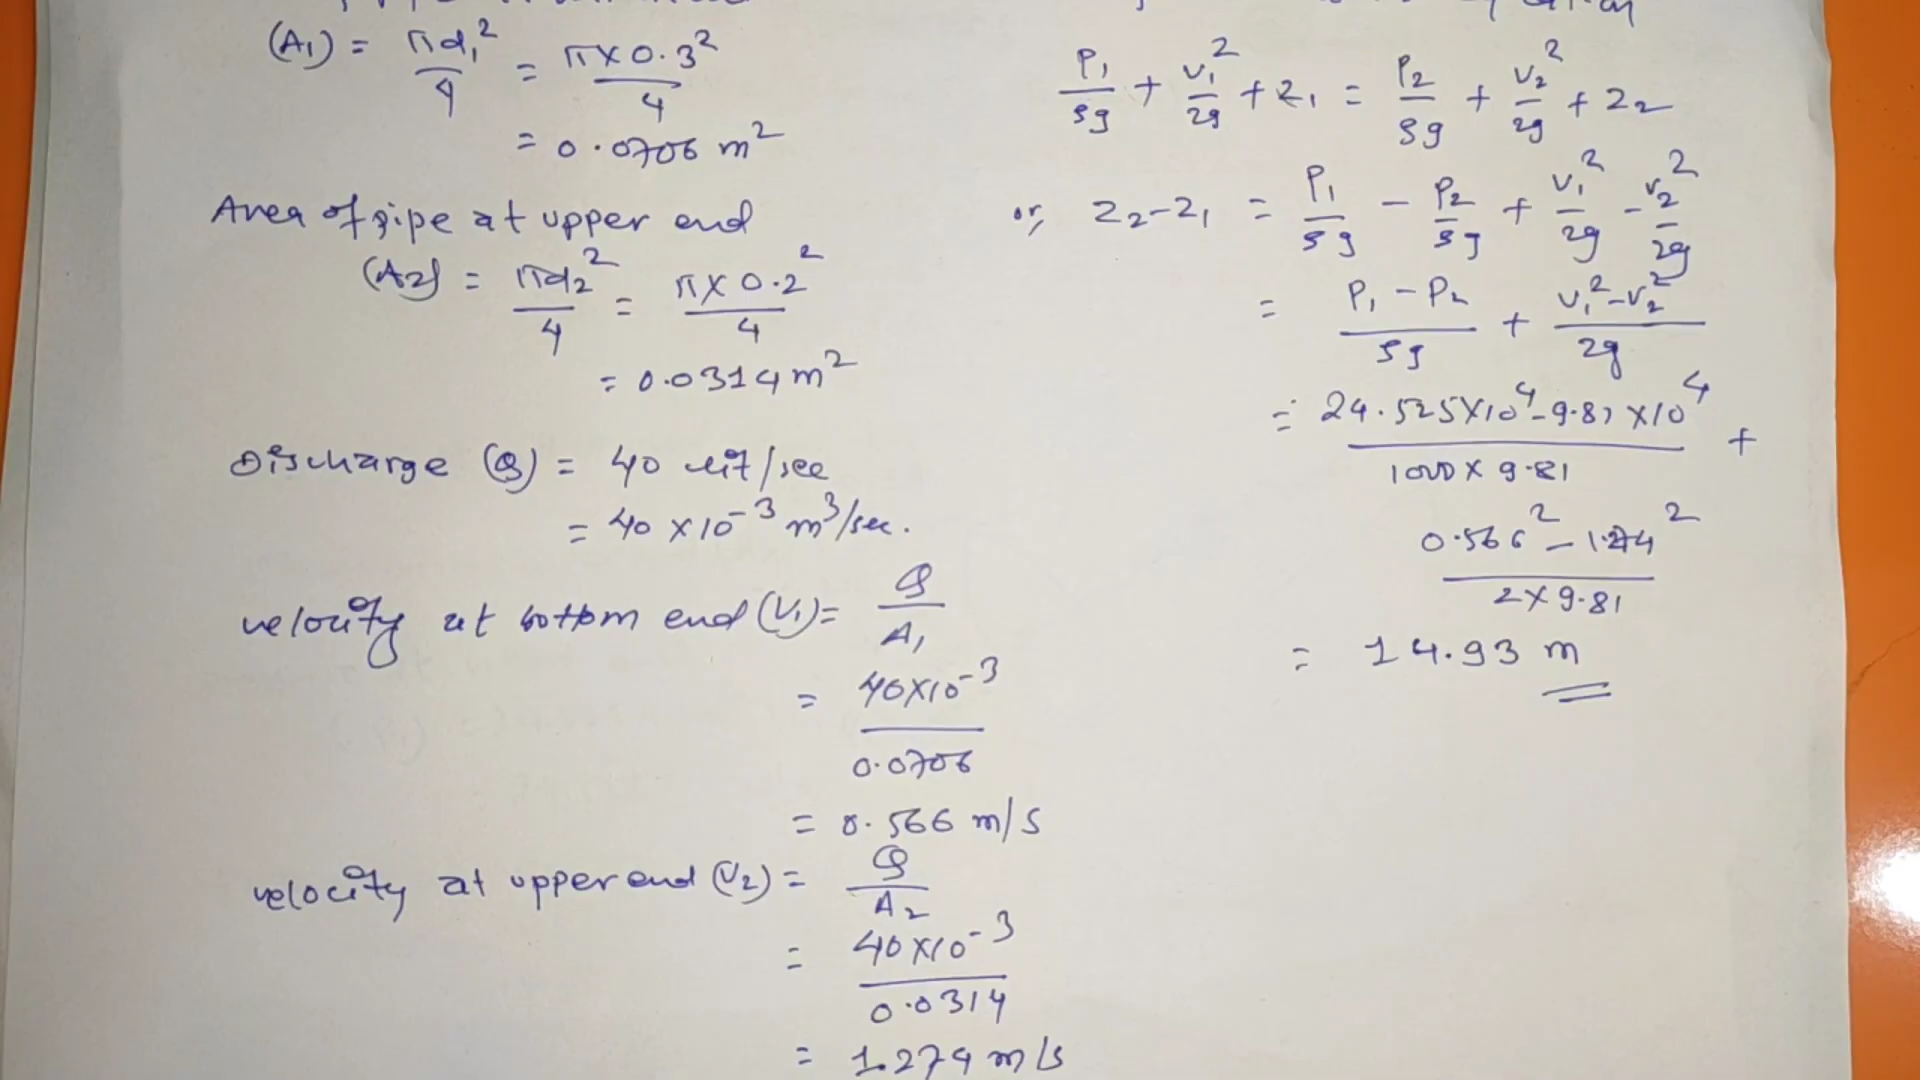 (A₁) = πd₁²/4 = π×0.3²/4
= 0.0706 m²
Area of pipe at upper end
(A2) = πd₂²/4 = π×0.2²/4
= 0.0314 m²
Discharge (Q) = 40 lit/sec
= 40 × 10⁻³ m³/sec.
velocity at bottom end (V₁) = Q/A₁
= 40×10⁻³/0.0706
= 0.566 m/s
velocity at upper end (V₂) = Q/A₂
= 40×10⁻³/0.0314
= 1.274 m/s
P₁/ρg + v₁²/2g + z₁ = P₂/ρg + v₂²/2g + z₂
or, z₂-z₁ = P₁/ρg - P₂/ρg + v₁²/2g - v₂²/2g
= P₁-P₂/ρg + v₁²-v₂²/2g
= 24.525×10⁴-9.81×10⁴/1000×9.81 +
0.566²-1.274²/2×9.81
= 14.93 m